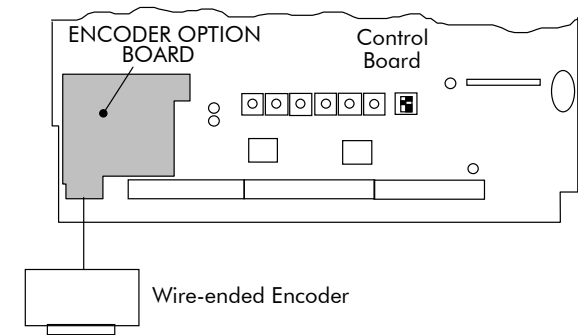 ENCODER OPTION
BOARD
Control
Board
Wire-ended Encoder